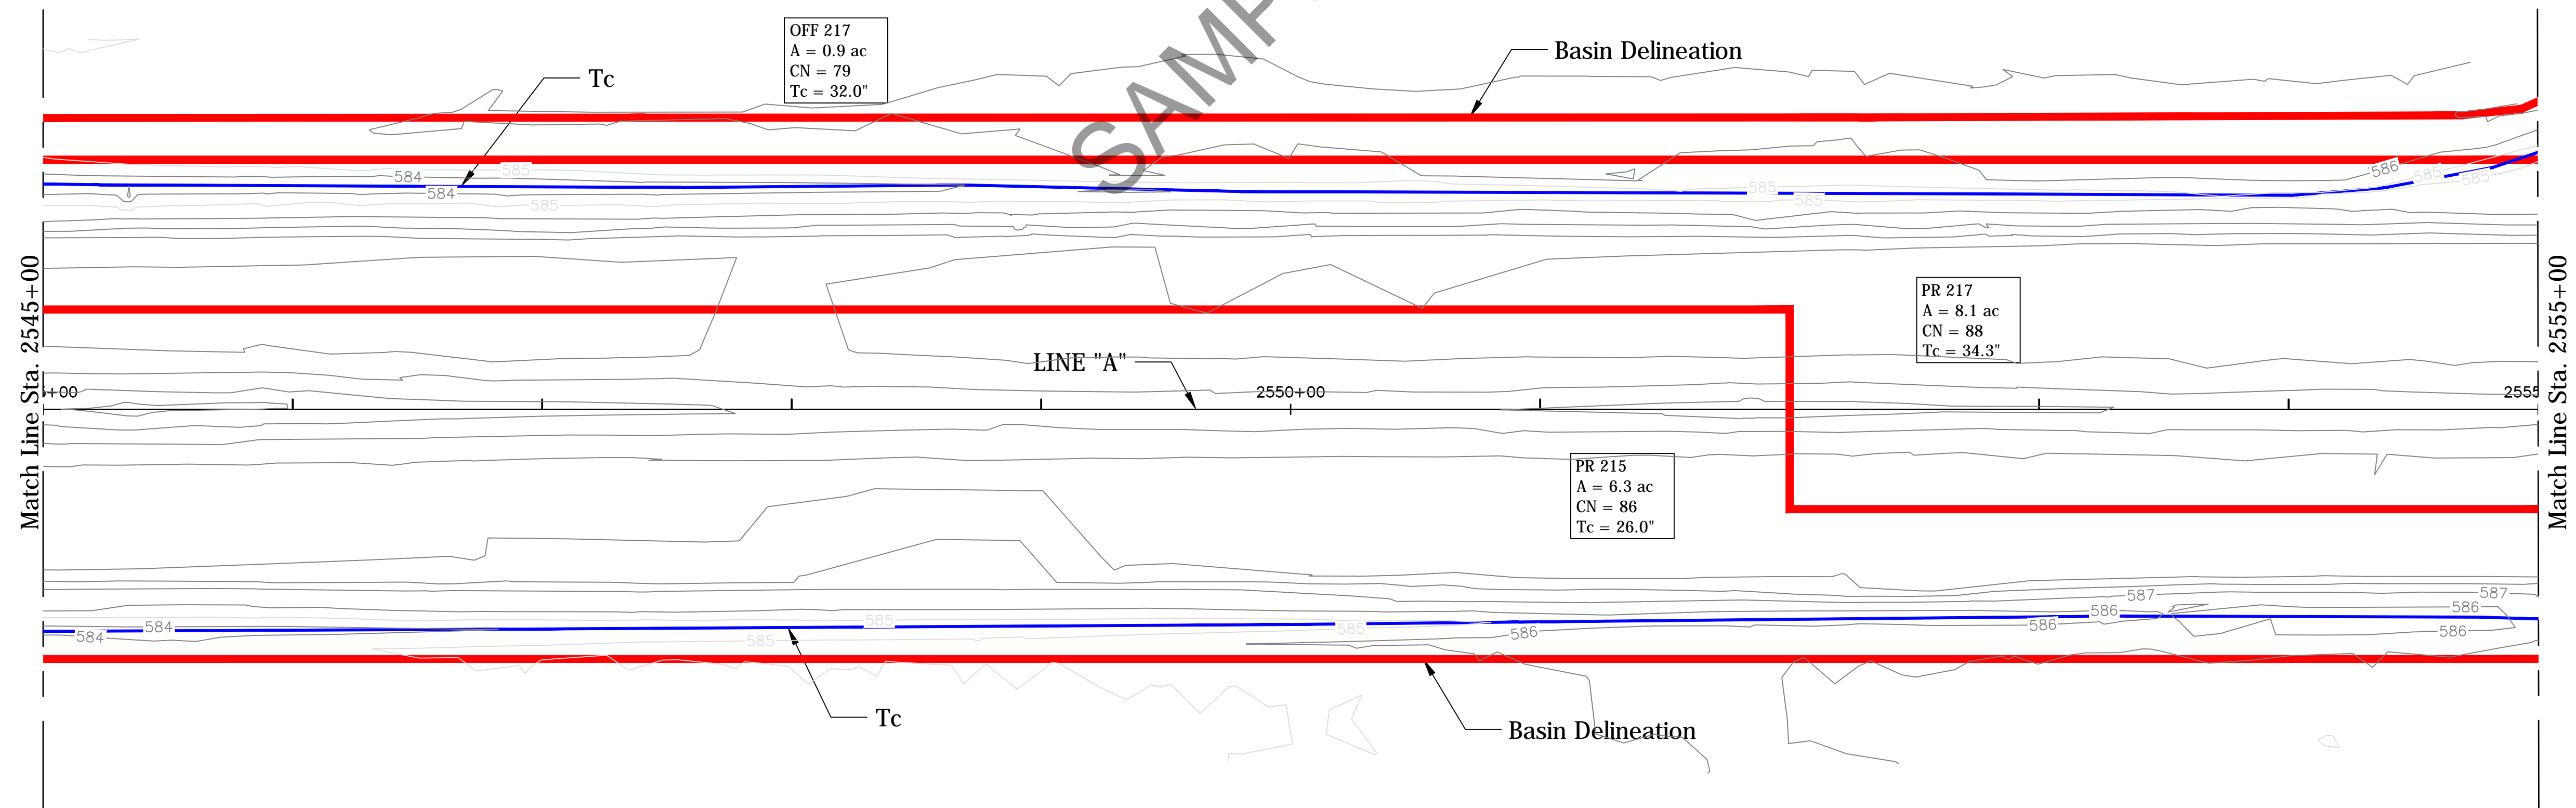 OFF 217
A = 0.9 ac
CN = 79
Tc = 32.0"
SAMP
Basin Delineation
Tc
585
584
584
585
585
585
586
585
585
Match Line Sta. 2545+00
Match Line Sta. 2555+00
PR 217
A = 8.1 ac
CN = 88
Tc = 34.3"
LINE "A"
+00
2550+00
2555
PR 215
A = 6.3 ac
CN = 86
Tc = 26.0"
587
587
586
586
585
584
584
585
585
586
586
586
Tc
Basin Delineation